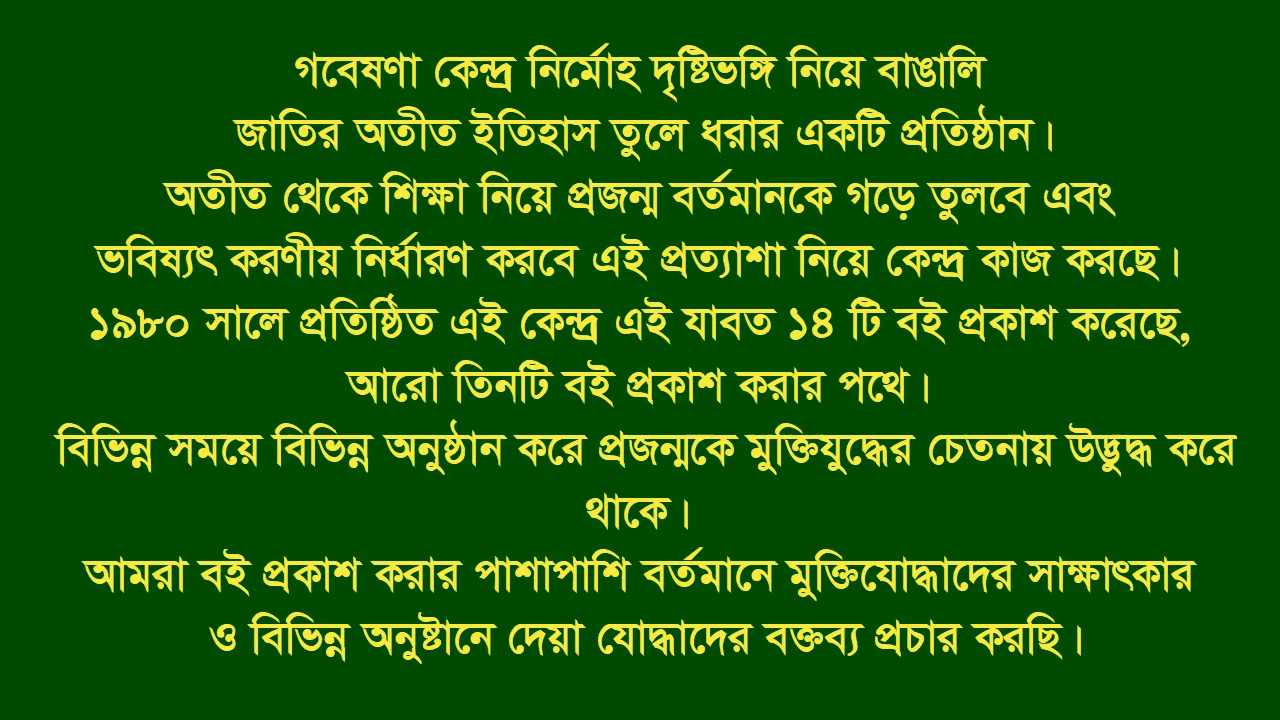 গবেষণা কেন্দ্র নির্মোহ দৃষ্টিভঙ্গি নিয়ে বাঙালি
জাতির অতীত ইতিহাস তুলে ধরার একটি প্রতিষ্ঠান।
অতীত থেকে শিক্ষা নিয়ে প্রজন্ম বর্তমানকে গড়ে তুলবে এবং
ভবিষ্যৎ করণীয় নির্ধারণ করবে এই প্রত্যাশা নিয়ে কেন্দ্র কাজ করছে।
১৯৮০ সালে প্রতিষ্ঠিত এই কেন্দ্র এই যাবত ১৪ টি বই প্রকাশ করেছে,
আরো তিনটি বই প্রকাশ করার পথে।
বিভিন্ন সময়ে বিভিন্ন অনুষ্ঠান করে প্রজন্মকে মুক্তিযুদ্ধের চেতনায় উদ্ভুদ্ধ করে
থাকে।
আমরা বই প্রকাশ করার পাশাপাশি বর্তমানে মুক্তিযোদ্ধাদের সাক্ষাৎকার
ও বিভিন্ন অনুষ্টানে দেয়া যোদ্ধাদের বক্তব্য প্রচার করছি।